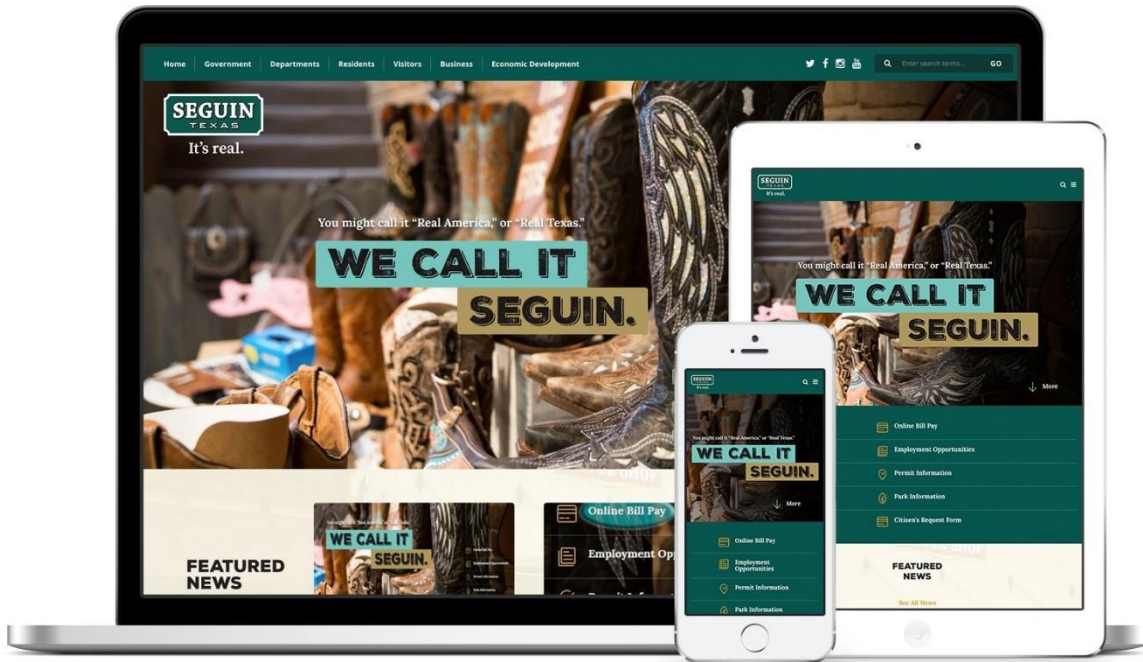 Home Government Departments Residents Visitors Business Economic Development
Enter search terms... GO
SEGUIN
TEXAS
It's real.
You might call it “Real America,” or “Real Texas.”
WE CALL IT
SEGUIN.
FEATURED
NEWS
WE CALL IT
SEGUIN.
Online Bill Pay
Employment Opp
SEGUIN
TEXAS
It's real.
You might call it “Real America,” or “Real Texas.”
WE CALL IT
SEGUIN.
More
Online Bill Pay
Employment Opportunities
Permit Information
Park Information
Citizen's Request Form
FEATURED
NEWS
See All News
SEGUIN
It's real.
You might call it “Real America,” or “Real Texas.”
WE CALL IT
SEGUIN.
More
Online Bill Pay
Employment
Opportunities
Permit Information
Park Information